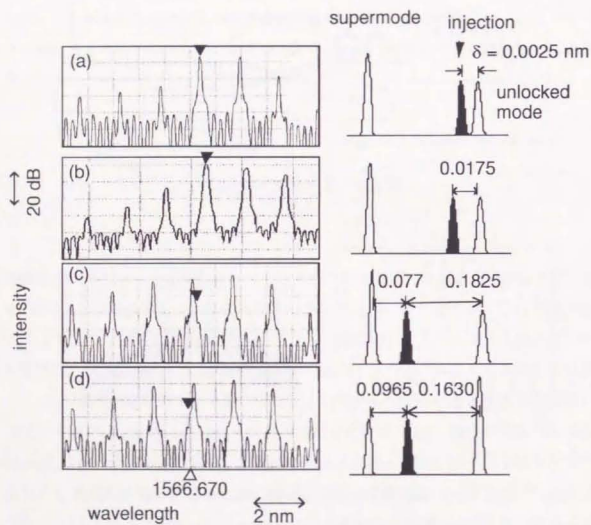 supermode
injection
δ = 0.0025 nm
unlocked
mode
(a)
(b)
0.0175
20 dB
(c)
0.077 0.1825
intensity
(d)
0.0965 0.1630
1566.670
wavelength
2 nm